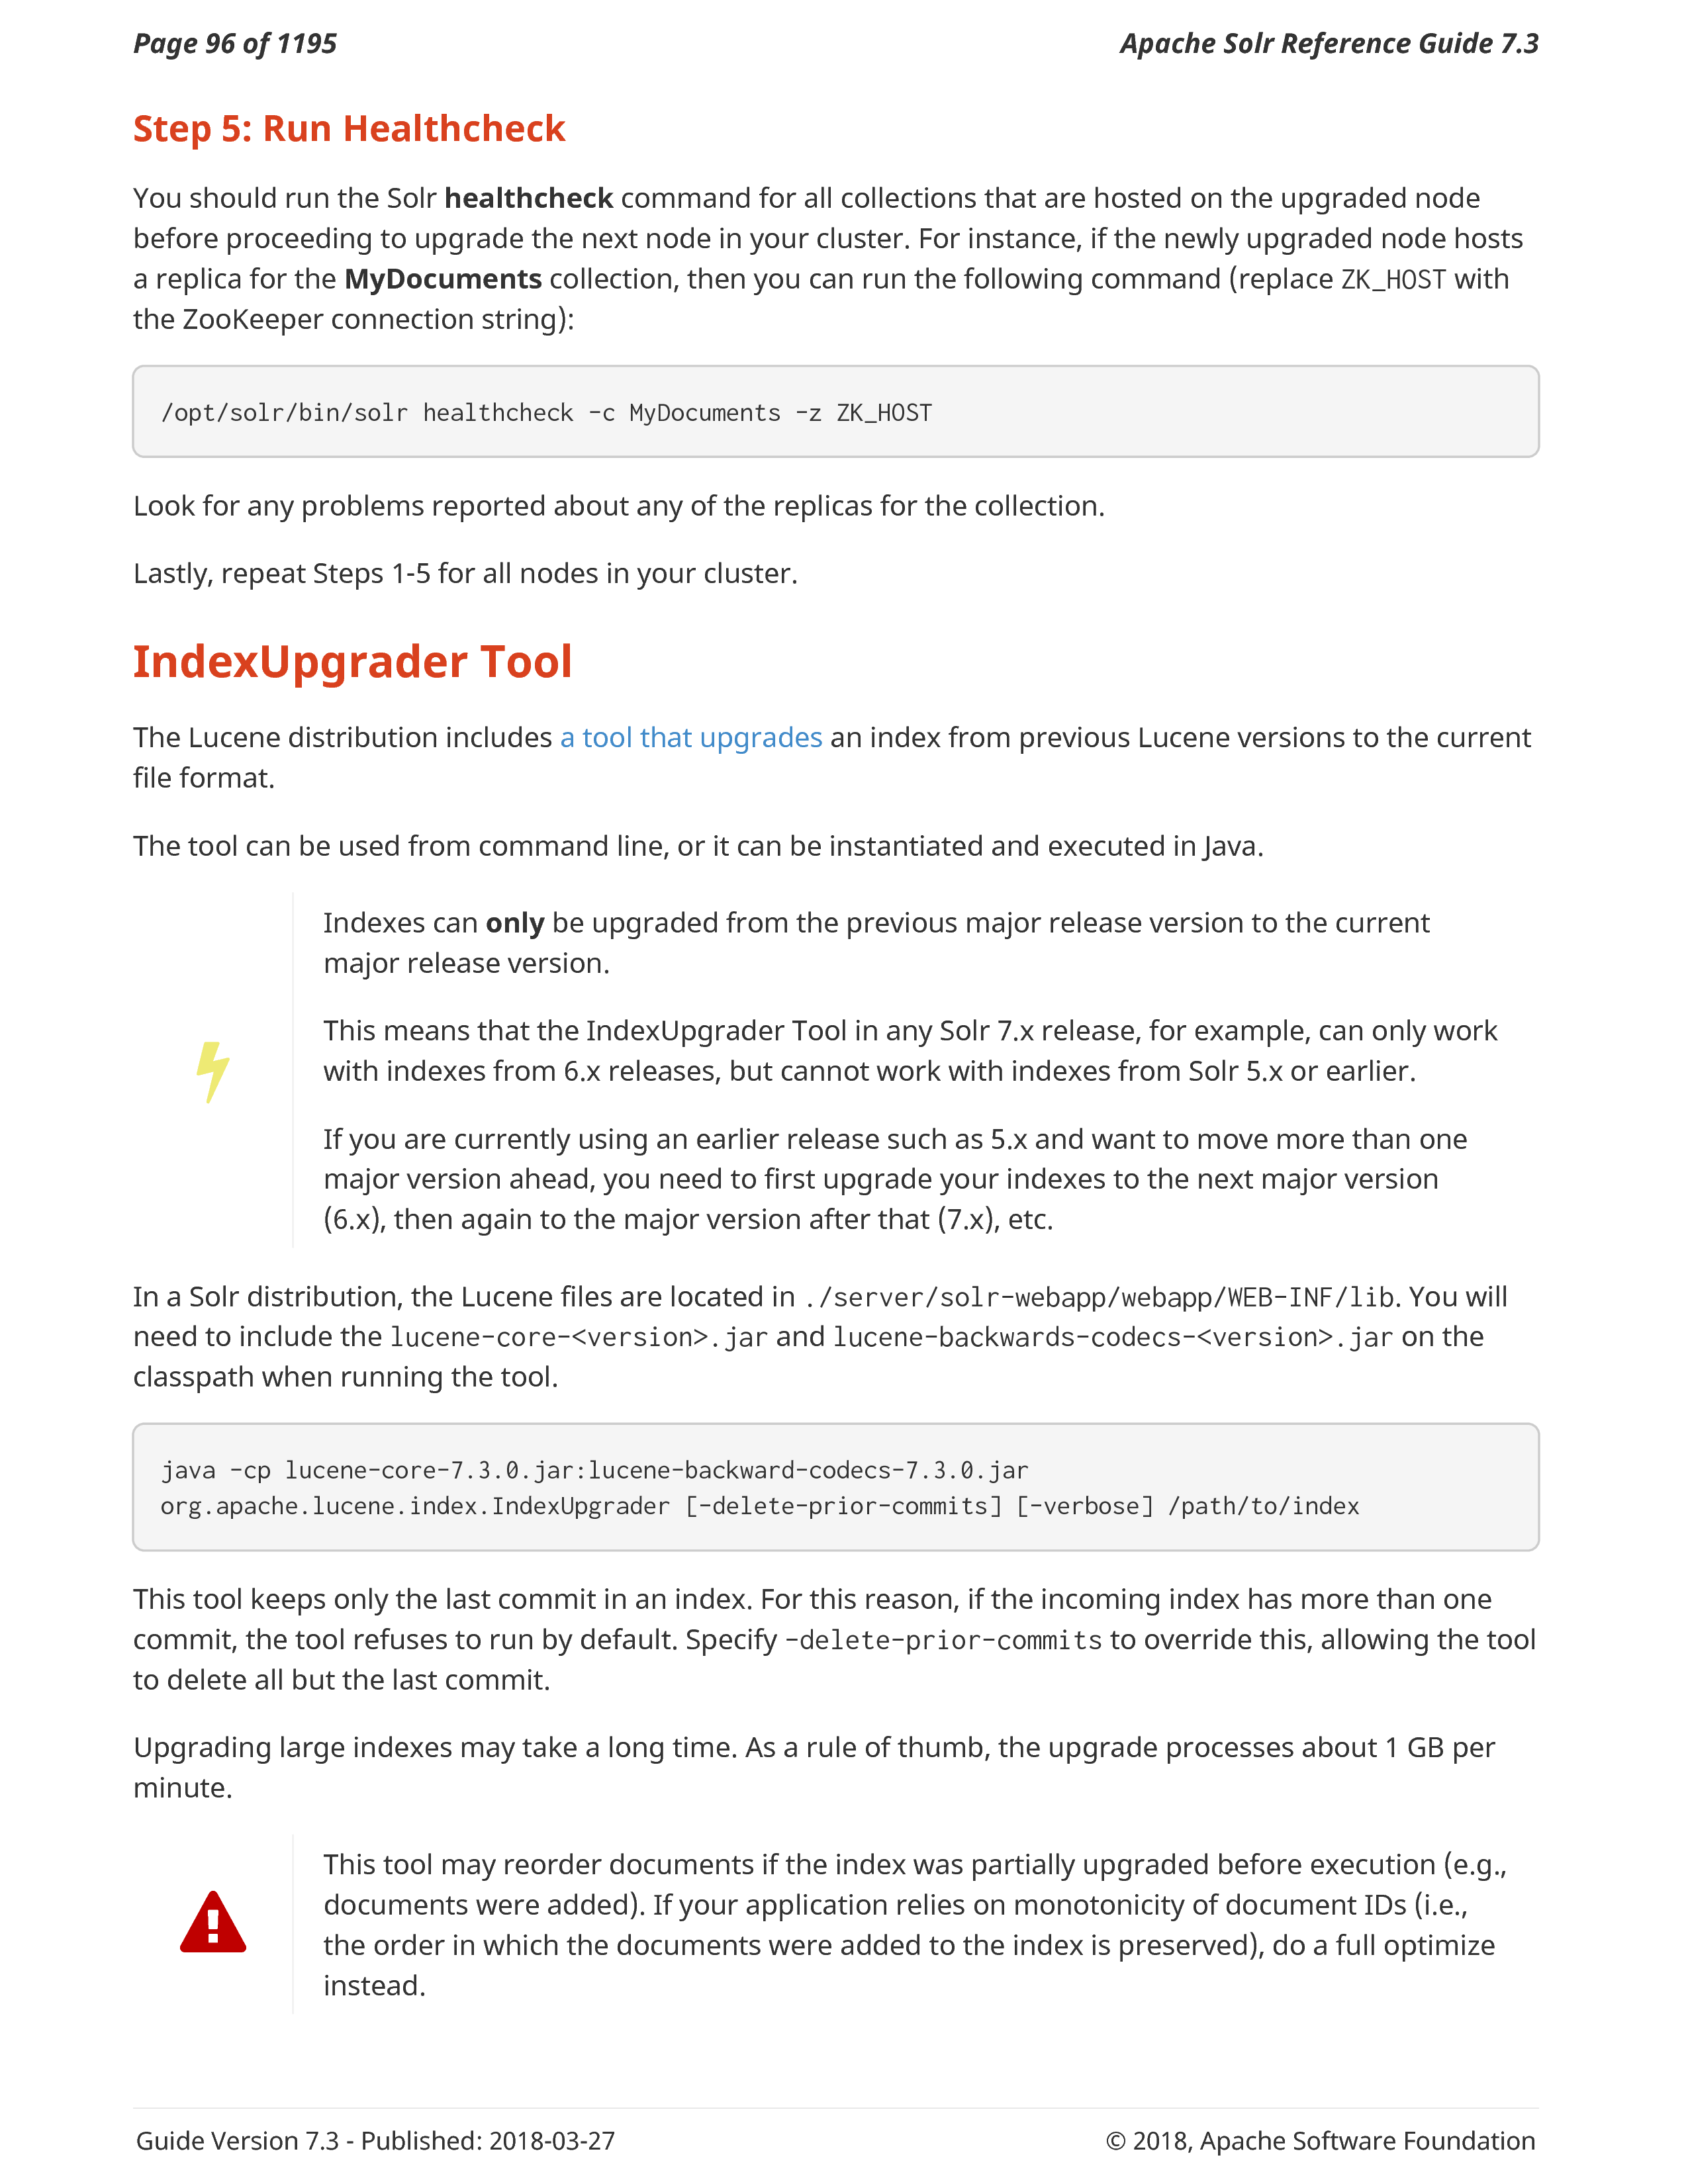 Page 96 of 1195
Apache Solr Reference Guide 7.3
Step 5: Run Healthcheck
You should run the Solr healthcheck command for all collections that are hosted on the upgraded node
before proceeding to upgrade the next node in your cluster. For instance, if the newly upgraded node hosts
a replica for the MyDocuments collection, then you can run the following command (replace ZK_HOST with
the ZooKeeper connection string):
/opt/solr/bin/solr healthcheck -c MyDocuments -z ZK_HOST
Look for any problems reported about any of the replicas for the collection.
Lastly, repeat Steps 1-5 for all nodes in your cluster.
IndexUpgrader Tool
The Lucene distribution includes a tool that upgrades an index from previous Lucene versions to the current
file format.
The tool can be used from command line, or it can be instantiated and executed in Java.
Indexes can only be upgraded from the previous major release version to the current
major release version.
This means that the IndexUpgrader Tool in any Solr 7.x release, for example, can only work
with indexes from 6.x releases, but cannot work with indexes from Solr 5.x or earlier.
If you are currently using an earlier release such as 5.x and want to move more than one
major version ahead, you need to first upgrade your indexes to the next major version
(6.x), then again to the major version after that (7.x), etc.
In a Solr distribution, the Lucene files are located in ./server/solr-webapp/webapp/WEB-INF/lib. You will
need to include the lucene-core-<version>.jar and lucene-backwards-codecs-<version>.jar on the
classpath when running the tool.
java -cp lucene-core-7.3.0.jar:lucene-backward-codecs-7.3.0.jar
org.apache.lucene.index.IndexUpgrader [-delete-prior-commits] [-verbose] /path/to/index
This tool keeps only the last commit in an index. For this reason, if the incoming index has more than one
commit, the tool refuses to run by default. Specify -delete-prior-commits to override this, allowing the tool
to delete all but the last commit.
Upgrading large indexes may take a long time. As a rule of thumb, the upgrade processes about 1 GB per
minute.
This tool may reorder documents if the index was partially upgraded before execution (e.g.,
documents were added). If your application relies on monotonicity of document IDs (i.e.,
the order in which the documents were added to the index is preserved), do a full optimize
instead.
Guide Version 7.3 - Published: 2018-03-27
© 2018, Apache Software Foundation